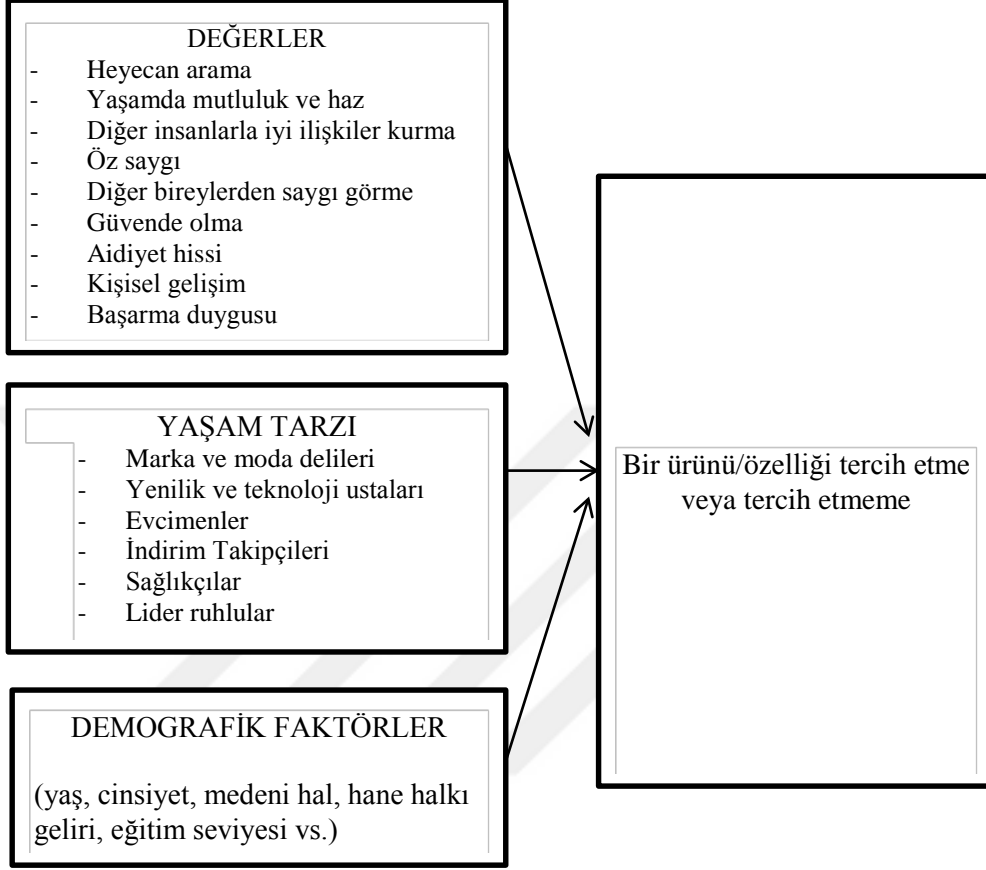 DEĞERLER
- Heyecan arama
- Yaşamda mutluluk ve haz
- Diğer insanlarla iyi ilişkiler kurma
- Öz saygı
- Diğer bireylerden saygı görme
- Güvende olma
- Aidiyet hissi
- Kişisel gelişim
- Başarma duygusu
YAŞAM TARZI
- Marka ve moda delileri
- Yenilik ve teknoloji ustaları
- Evcimenler
- İndirim Takipçileri
- Sağlıkçılar
- Lider ruhlular
DEMOGRAFİK FAKTÖRLER
(yaş, cinsiyet, medeni hal, hane halkı
geliri, eğitim seviyesi vs.)
Bir ürünü/özelliği tercih etme
veya tercih etmeme